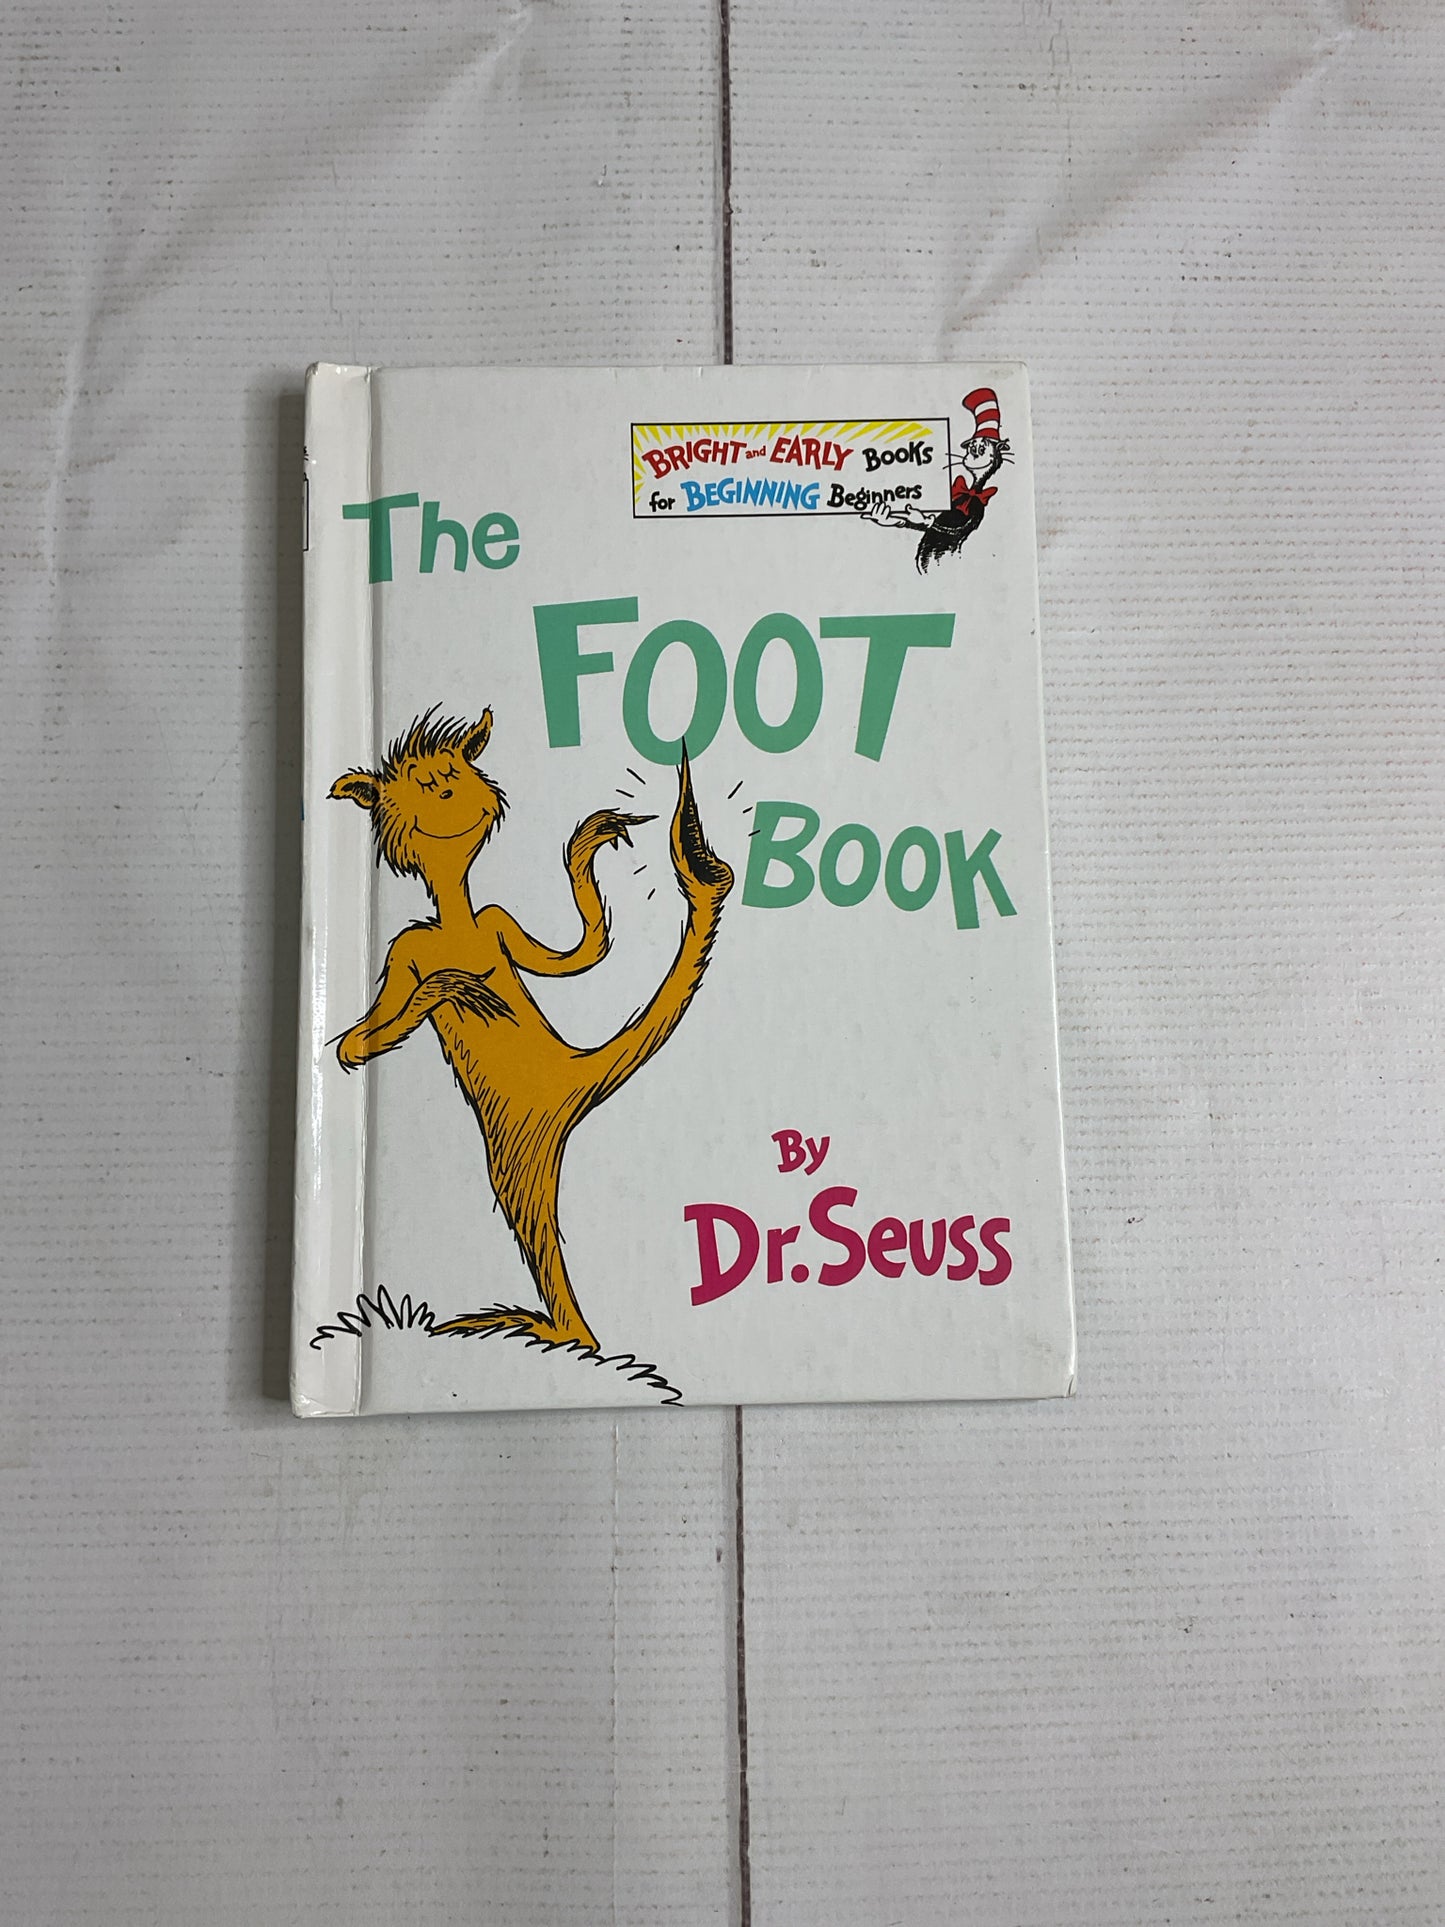 BRIGHT and EARLY Books
for BEGINNING Beginners
The
FOOT
BOOK
By
Dr. Seuss